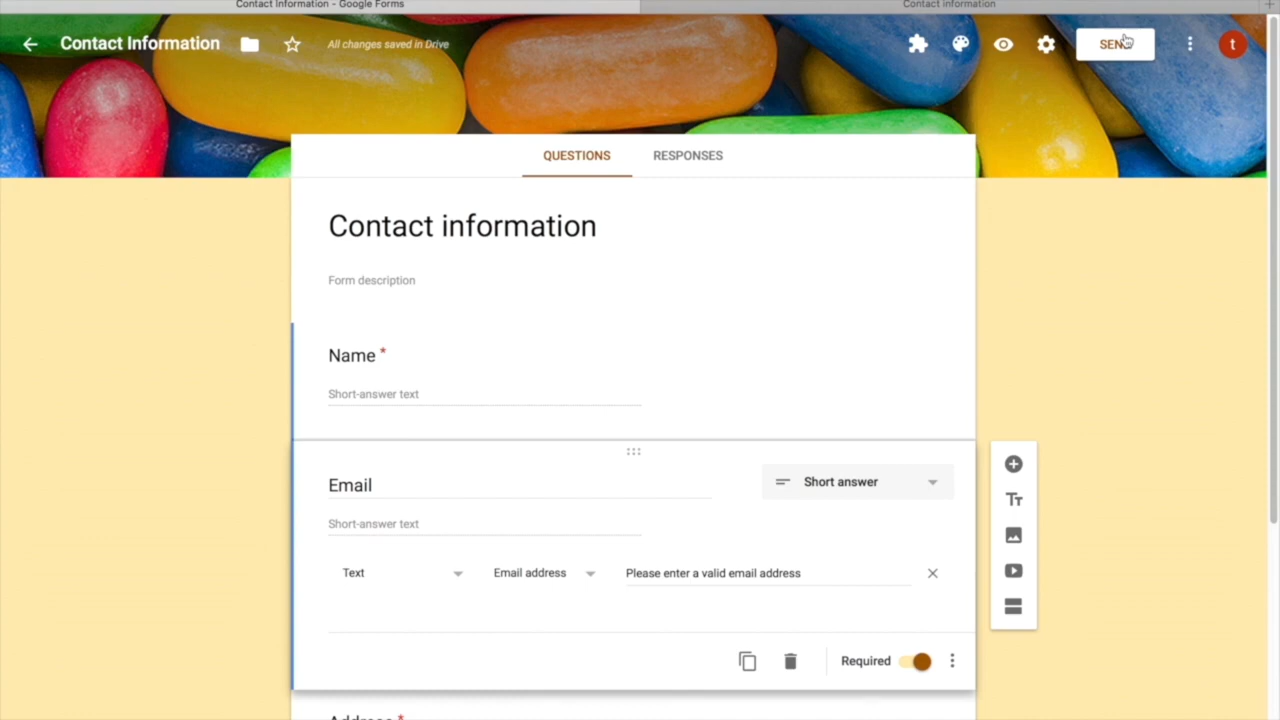 Contact Information - Google Forms
Contact information
Contact Information
All changes saved in Drive
SEND
t
QUESTIONS
RESPONSES
Contact information
Form description
Name *
Short-answer text
Email
Short answer
Short-answer text
Text
Email address
Please enter a valid email address
Required
Address *